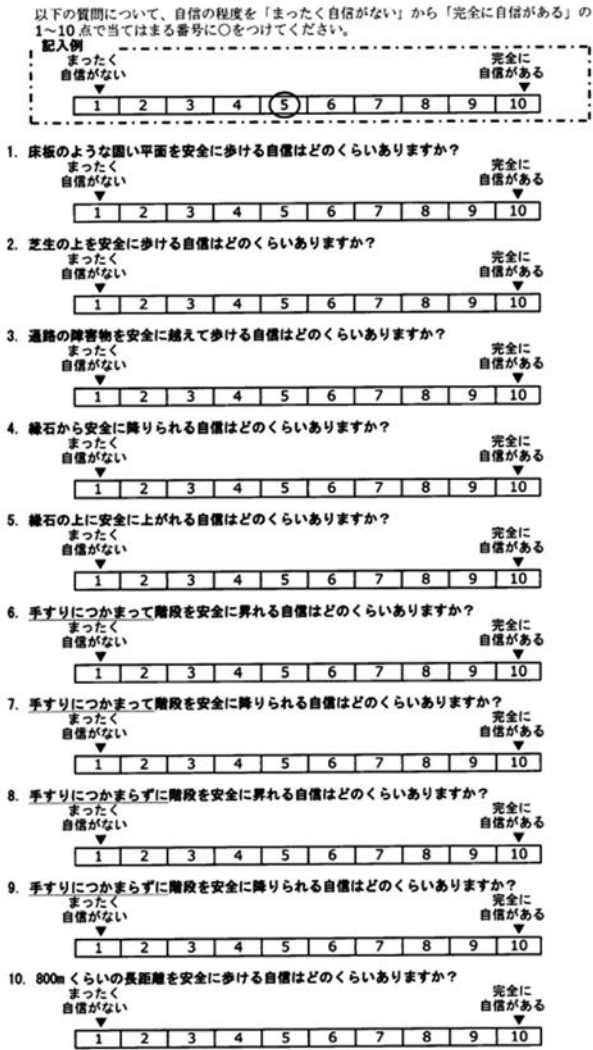 以下の質問について、自信の程度を「まったく自信がない」から「完全に自信がある」の
1～10 点で当てはまる番号に○をつけてください。
記入例
まったく 完全に
自信がない 自信がある
▼ ▼
1 2 3 4 5 6 7 8 9 10
1. 床板のような固い平面を安全に歩ける自信はどのくらいありますか？
まったく 完全に
自信がない 自信がある
▼ ▼
1 2 3 4 5 6 7 8 9 10
2. 芝生の上を安全に歩ける自信はどのくらいありますか？
まったく 完全に
自信がない 自信がある
▼ ▼
1 2 3 4 5 6 7 8 9 10
3. 通路の障害物を安全に越えて歩ける自信はどのくらいありますか？
まったく 完全に
自信がない 自信がある
▼ ▼
1 2 3 4 5 6 7 8 9 10
4. 縁石から安全に降りられる自信はどのくらいありますか？
まったく 完全に
自信がない 自信がある
▼ ▼
1 2 3 4 5 6 7 8 9 10
5. 縁石の上に安全に上がれる自信はどのくらいありますか？
まったく 完全に
自信がない 自信がある
▼ ▼
1 2 3 4 5 6 7 8 9 10
6. 手すりにつかまって階段を安全に昇れる自信はどのくらいありますか？
まったく 完全に
自信がない 自信がある
▼ ▼
1 2 3 4 5 6 7 8 9 10
7. 手すりにつかまって階段を安全に降りられる自信はどのくらいありますか？
まったく 完全に
自信がない 自信がある
▼ ▼
1 2 3 4 5 6 7 8 9 10
8. 手すりにつかまらずに階段を安全に昇れる自信はどのくらいありますか？
まったく 完全に
自信がない 自信がある
▼ ▼
1 2 3 4 5 6 7 8 9 10
9. 手すりにつかまらずに階段を安全に降りられる自信はどのくらいありますか？
まったく 完全に
自信がない 自信がある
▼ ▼
1 2 3 4 5 6 7 8 9 10
10. 800m くらいの長距離を安全に歩ける自信はどのくらいありますか？
まったく 完全に
自信がない 自信がある
▼ ▼
1 2 3 4 5 6 7 8 9 10